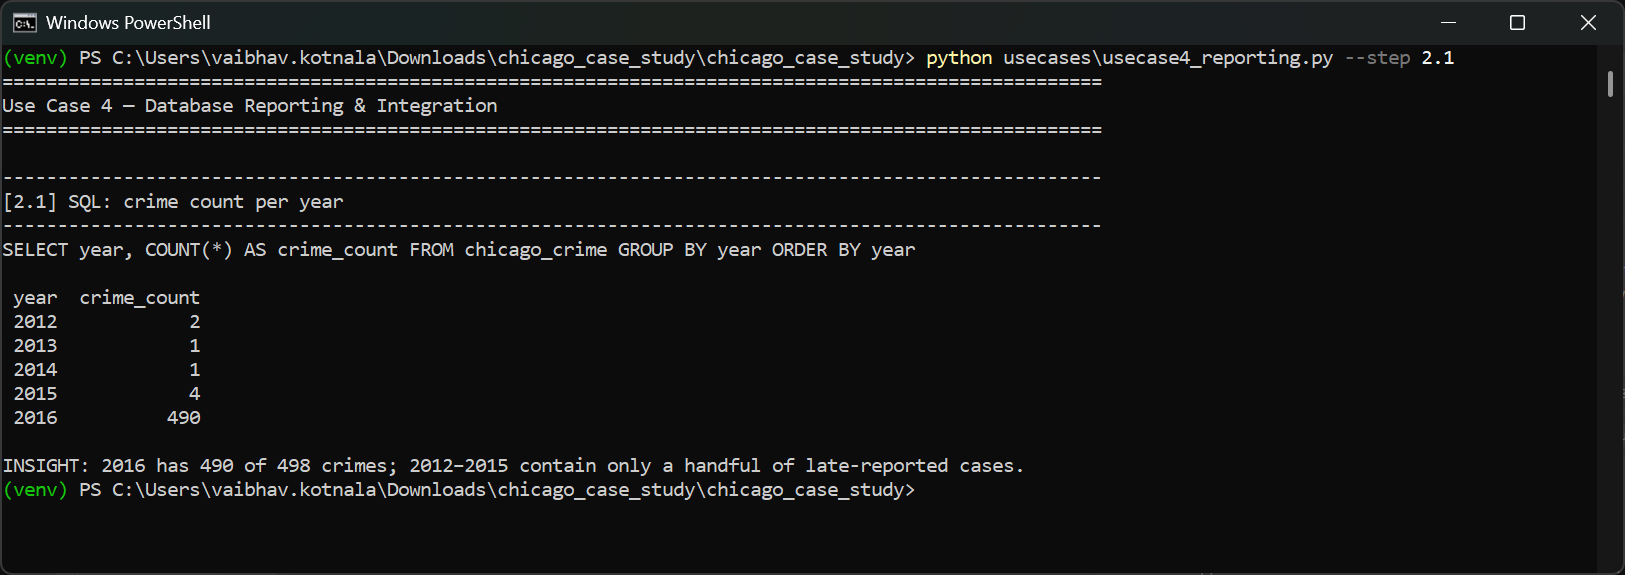 Windows PowerShell
(venv) PS C:\Users\vaibhav.kotnala\Downloads\chicago_case_study\chicago_case_study> python usecases\usecase4_reporting.py --step 2.1
====================================================================================================
Use Case 4 — Database Reporting & Integration
====================================================================================================
----------------------------------------------------------------------------------------------------
[2.1] SQL: crime count per year
----------------------------------------------------------------------------------------------------
SELECT year, COUNT(*) AS crime_count FROM chicago_crime GROUP BY year ORDER BY year
year  crime_count
2012            2
2013            1
2014            1
2015            4
2016          490
INSIGHT: 2016 has 490 of 498 crimes; 2012–2015 contain only a handful of late-reported cases.
(venv) PS C:\Users\vaibhav.kotnala\Downloads\chicago_case_study\chicago_case_study>